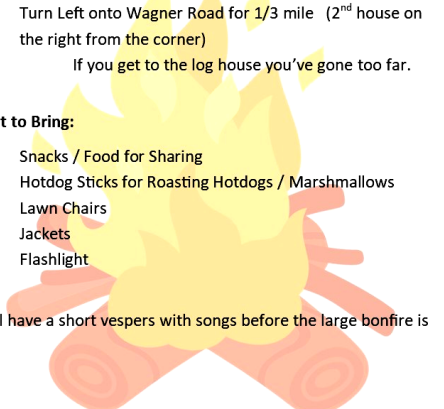 Turn Left onto Wagner Road for 1/3 mile (2nd house on
the right from the corner)
If you get to the log house you've gone too far.
t to Bring:
Snacks / Food for Sharing
Hotdog Sticks for Roasting Hotdogs / Marshmallows
Lawn Chairs
Jackets
Flashlight
l have a short vespers with songs before the large bonfire is